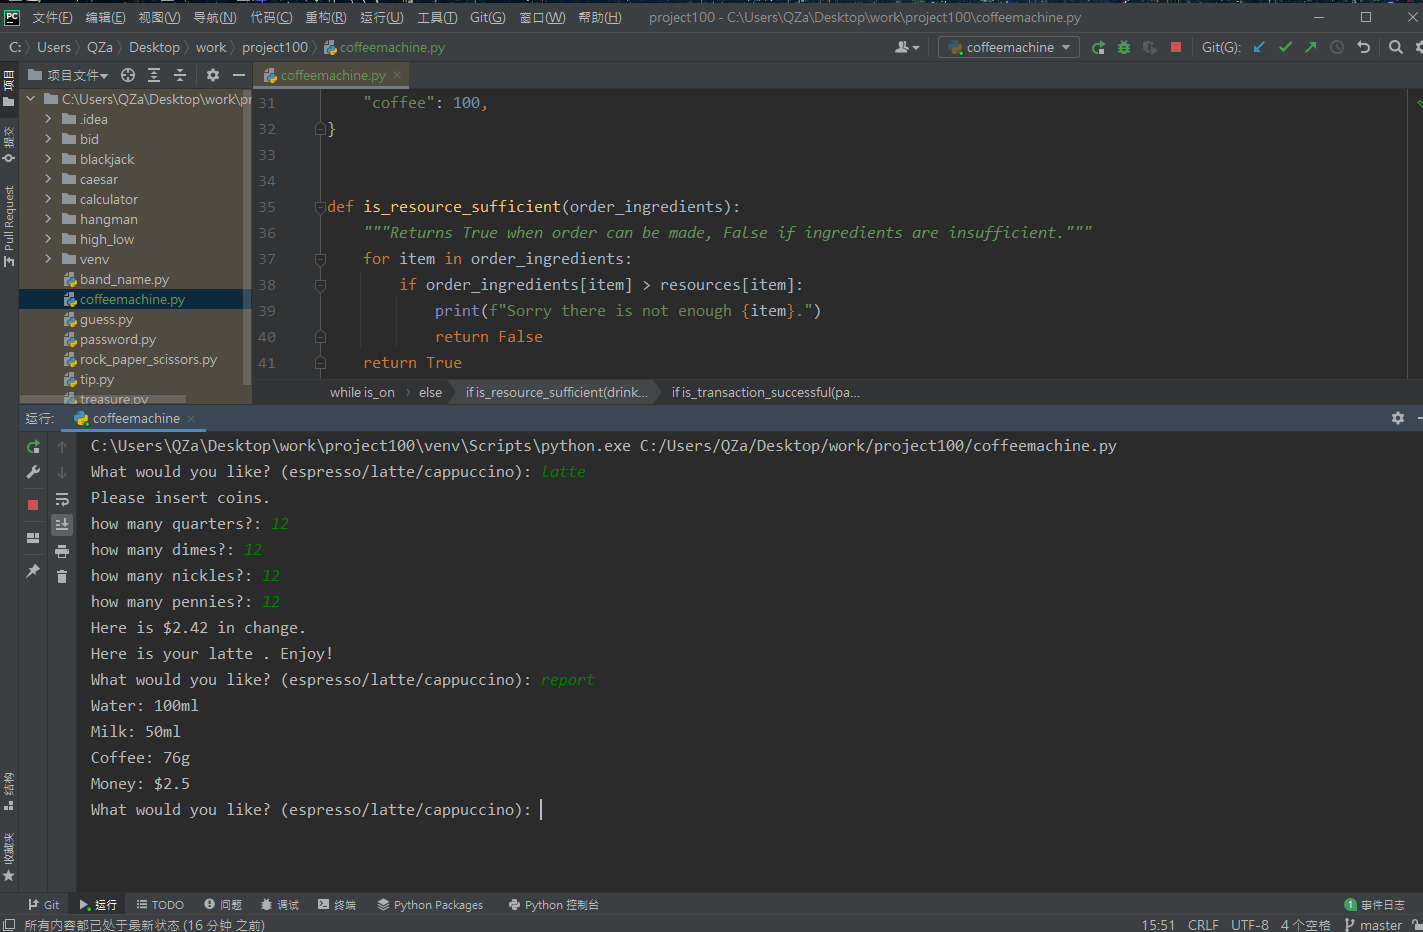 PC 文件(F) 编辑(E) 视图(V) 导航(N) 代码(C) 重构(R) 运行(U) 工具(T) Git(G) 窗口(W) 帮助(H) project100 - C:\Users\QZa\Desktop\work\project100\coffeemachine.py
C: Users QZa Desktop work project100 coffeemachine.py coffeemachine Git(G):
项目 项目文件 coffeemachine.py
C:\Users\QZa\Desktop\work\pr
.idea
bid
blackjack
caesar
calculator
hangman
high_low
venv
band_name.py
coffeemachine.py
guess.py
password.py
rock_paper_scissors.py
tip.py
treasure.py
提交
Pull Request
31 "coffee": 100,
32 }
33
34
35 def is_resource_sufficient(order_ingredients):
36 """Returns True when order can be made, False if ingredients are insufficient."""
37 for item in order_ingredients:
38 if order_ingredients[item] > resources[item]:
39 print(f"Sorry there is not enough {item}.")
40 return False
41 return True
while is_on else if is_resource_sufficient(drink... if is_transaction_successful(pa...
运行: coffeemachine
C:\Users\QZa\Desktop\work\project100\venv\Scripts\python.exe C:/Users/QZa/Desktop/work/project100/coffeemachine.py
What would you like? (espresso/latte/cappuccino): latte
Please insert coins.
how many quarters?: 12
how many dimes?: 12
how many nickles?: 12
how many pennies?: 12
Here is $2.42 in change.
Here is your latte . Enjoy!
What would you like? (espresso/latte/cappuccino): report
Water: 100ml
Milk: 50ml
Coffee: 76g
Money: $2.5
What would you like? (espresso/latte/cappuccino):
结构
收藏夹
Git 运行 TODO 问题 调试 终端 Python Packages Python 控制台 1 事件日志
所有内容都已处于最新状态 (16 分钟 之前) 15:51 CRLF UTF-8 4 个空格 master